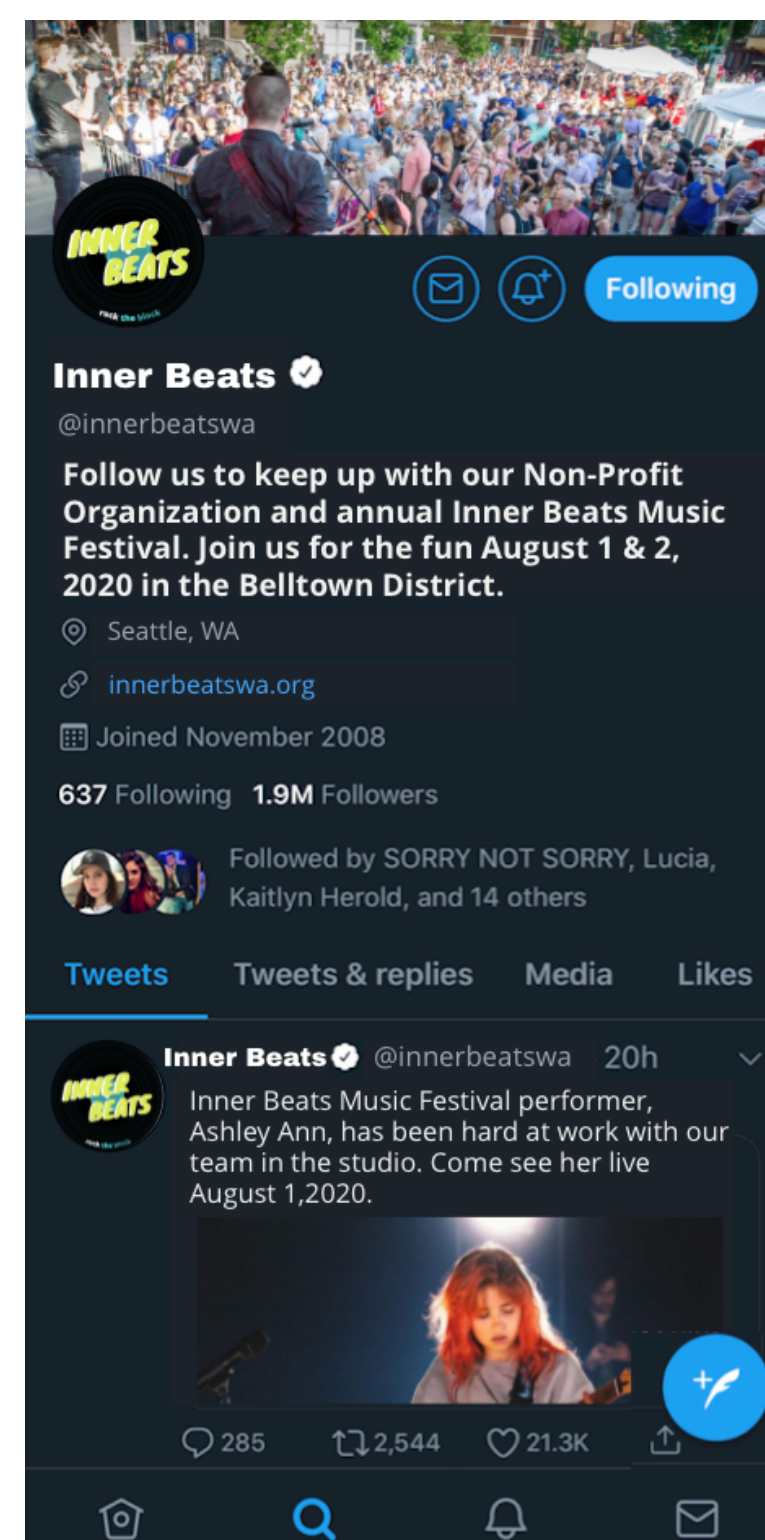 INNER
BEATS
rock the block
Following
Inner Beats
@innerbeatswa
Follow us to keep up with our Non-Profit
Organization and annual Inner Beats Music
Festival. Join us for the fun August 1 & 2,
2020 in the Belltown District.
Seattle, WA
innerbeatswa.org
Joined November 2008
637 Following 1.9M Followers
Followed by SORRY NOT SORRY, Lucia,
Kaitlyn Herold, and 14 others
Tweets Tweets & replies Media Likes
Inner Beats @innerbeatswa 20h
INNER
BEATS
rock the block
Inner Beats Music Festival performer,
Ashley Ann, has been hard at work with our
team in the studio. Come see her live
August 1,2020.
285 2,544 21.3K